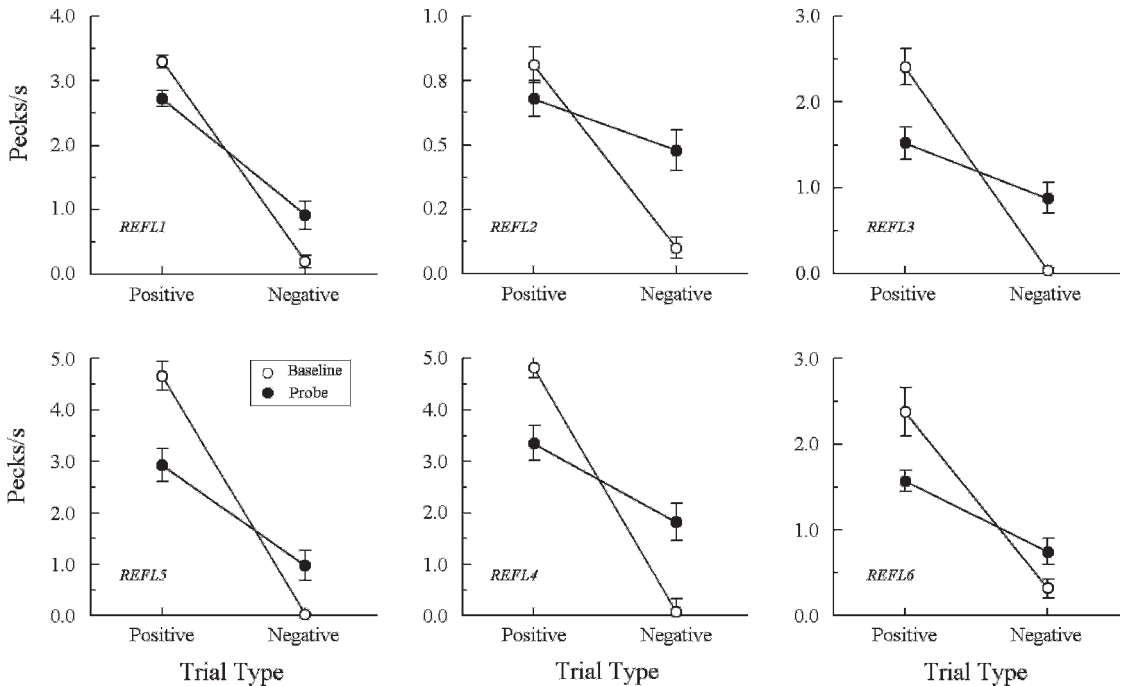 Pecks/s
4.0
3.0
2.0
1.0
0.0
REFL1
Positive
Negative
1.0
0.8
0.5
0.2
0.0
REFL2
Positive
Negative
3.0
2.0
1.0
0.0
REFL3
Positive
Negative
Pecks/s
5.0
4.0
3.0
2.0
1.0
0.0
Baseline
Probe
REFL5
Positive
Negative
Trial Type
5.0
4.0
3.0
2.0
1.0
0.0
REFL4
Positive
Negative
Trial Type
3.0
2.0
1.0
0.0
REFL6
Positive
Negative
Trial Type